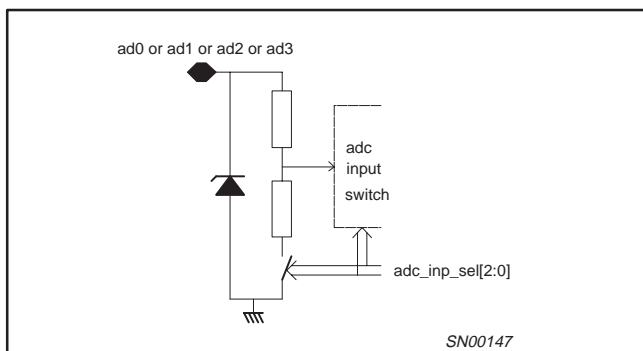 ad0 or ad1 or ad2 or ad3
adc
input
switch
adc_inp_sel[2:0]
SN00147